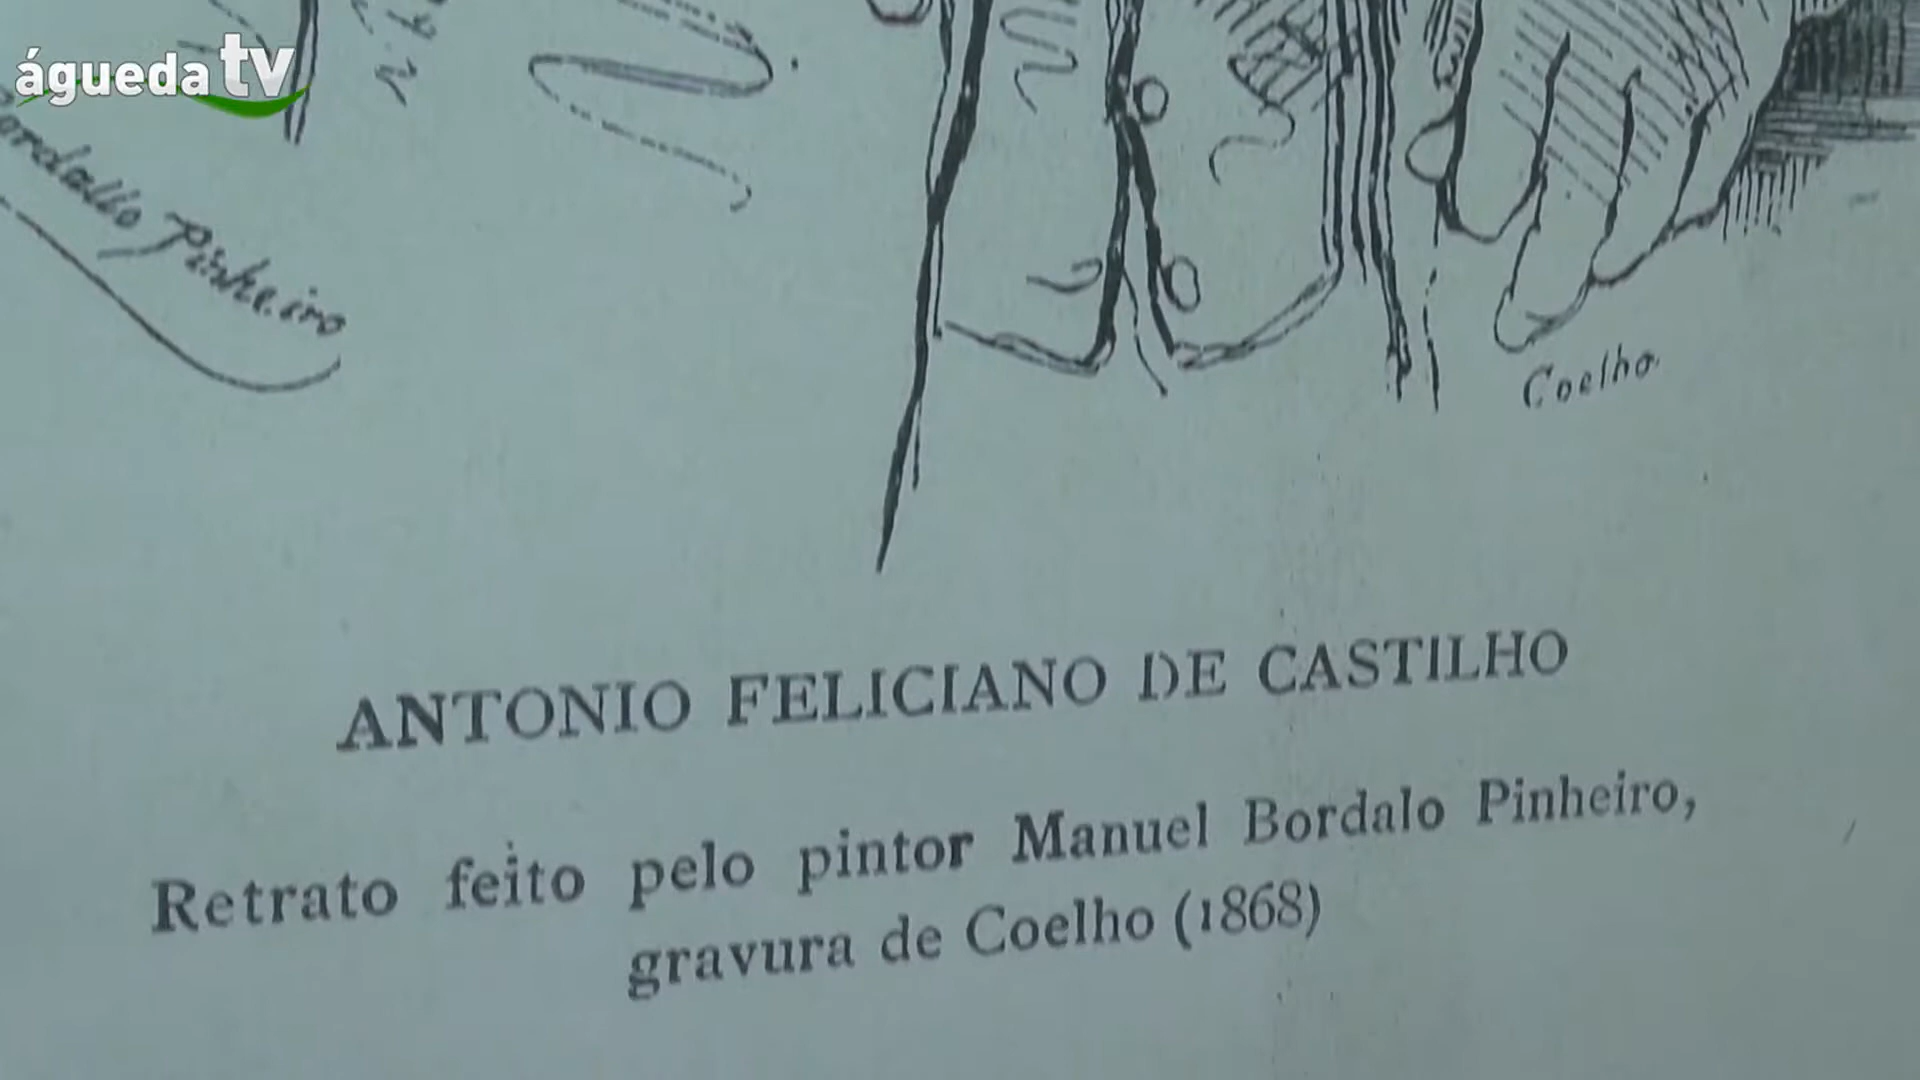 águeda tv
Bordallo Pinheiro
Coelho
ANTONIO FELICIANO DE CASTILHO
Retrato feito pelo pintor Manuel Bordalo Pinheiro,
gravura de Coelho (1868)